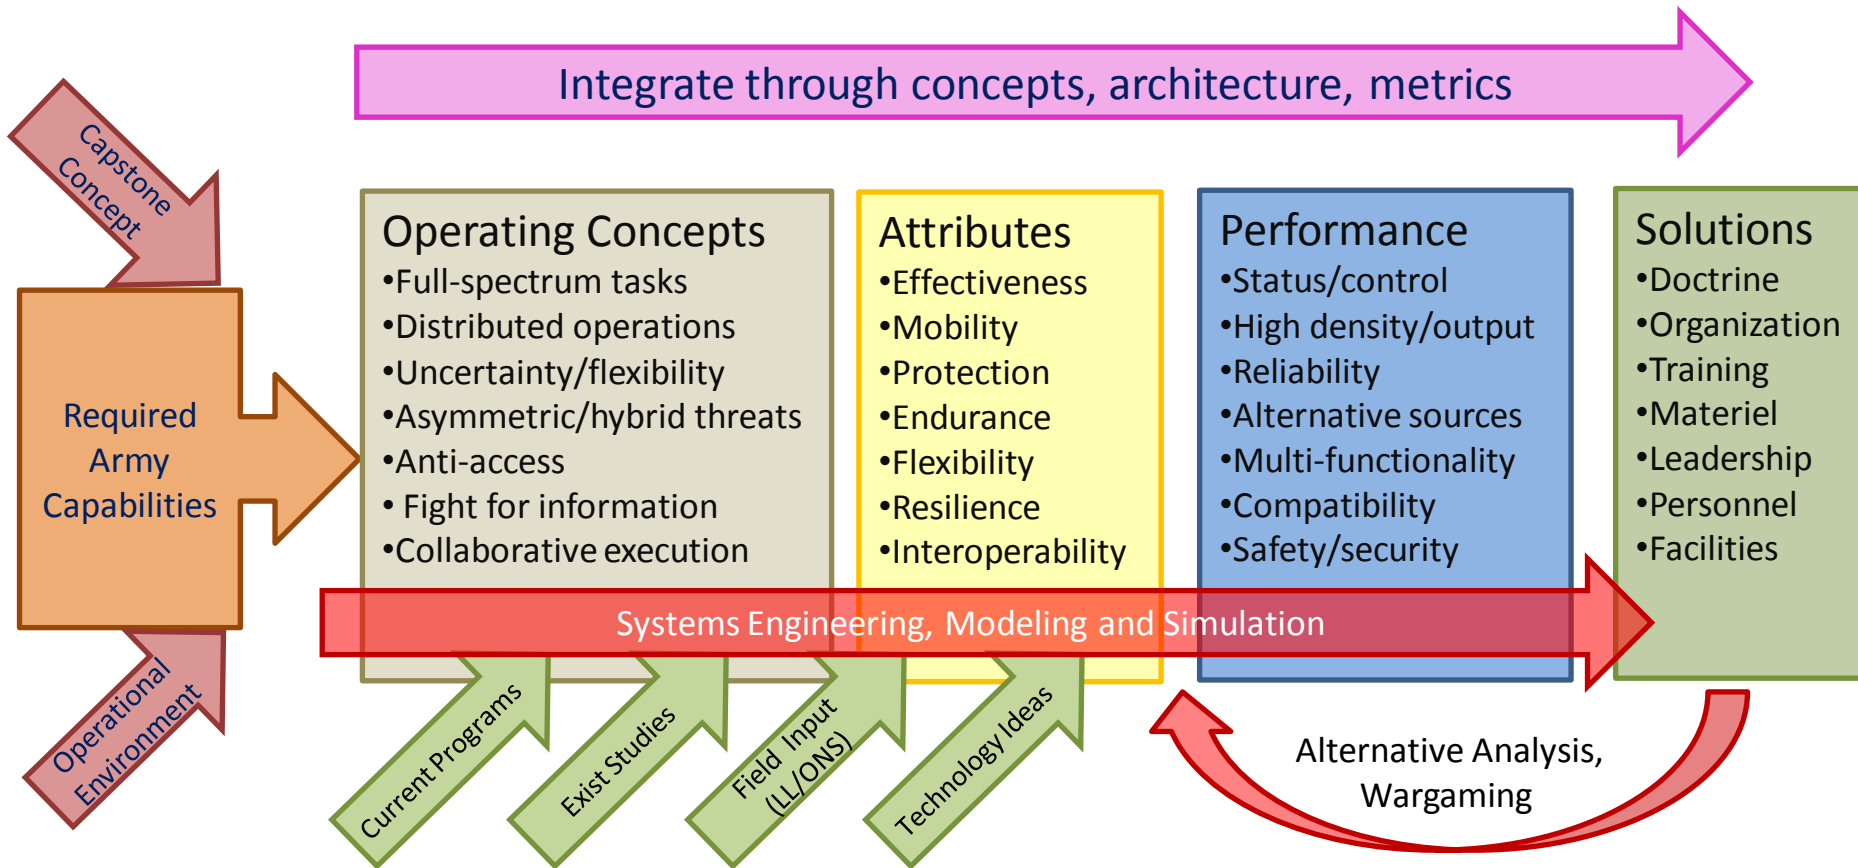 Integrate through concepts, architecture, metrics
Capstone
Concept
Required
Army
Capabilities
Operational
Environment
Operating Concepts
•Full-spectrum tasks
•Distributed operations
•Uncertainty/flexibility
•Asymmetric/hybrid threats
•Anti-access
• Fight for information
•Collaborative execution
Attributes
•Effectiveness
•Mobility
•Protection
•Endurance
•Flexibility
•Resilience
•Interoperability
Performance
•Status/control
•High density/output
•Reliability
•Alternative sources
•Multi-functionality
•Compatibility
•Safety/security
Solutions
•Doctrine
•Organization
•Training
•Materiel
•Leadership
•Personnel
•Facilities
Systems Engineering, Modeling and Simulation
Current Programs
Exist Studies
Field Input
(LL/ONS)
Technology Ideas
Alternative Analysis,
Wargaming